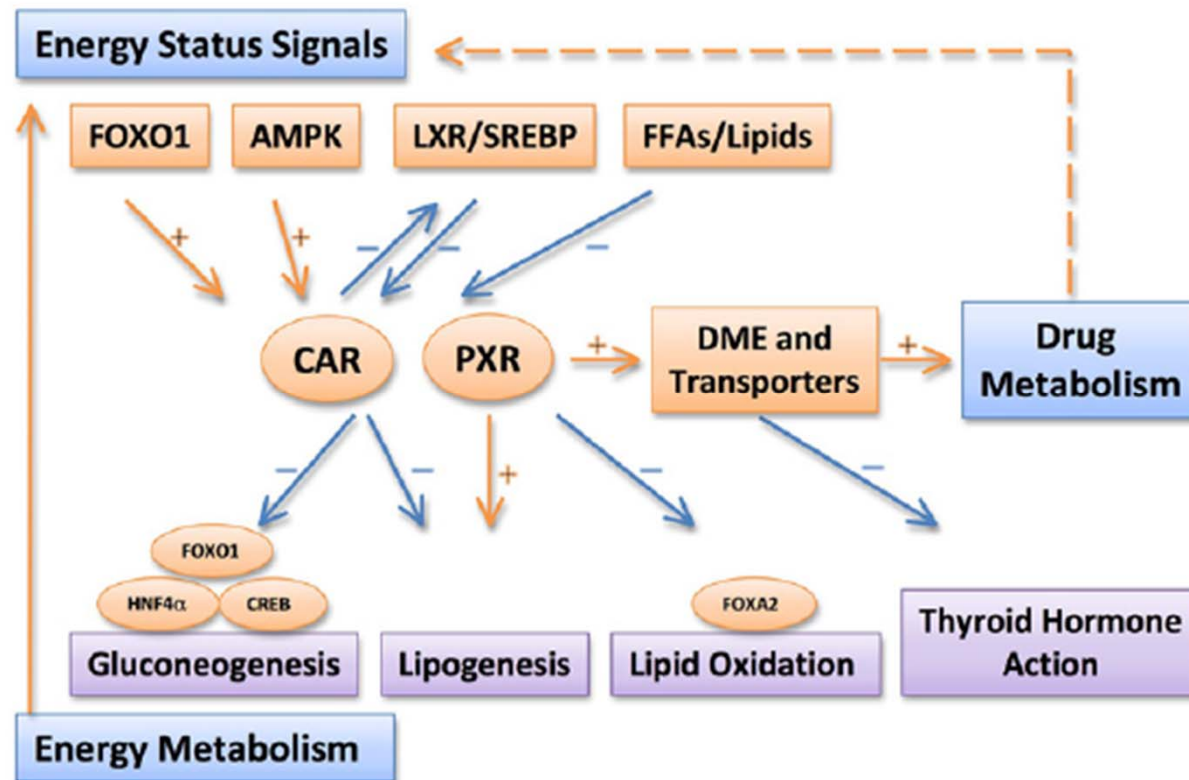 Energy Status Signals
FOXO1
AMPK
LXR/SREBP
FFAs/Lipids
+
+
−
−
−
CAR
PXR
+
DME and
Transporters
+
Drug
Metabolism
−
−
+
−
−
FOXO1
HNF4α
CREB
FOXA2
Gluconeogenesis
Lipogenesis
Lipid Oxidation
Thyroid Hormone
Action
Energy Metabolism